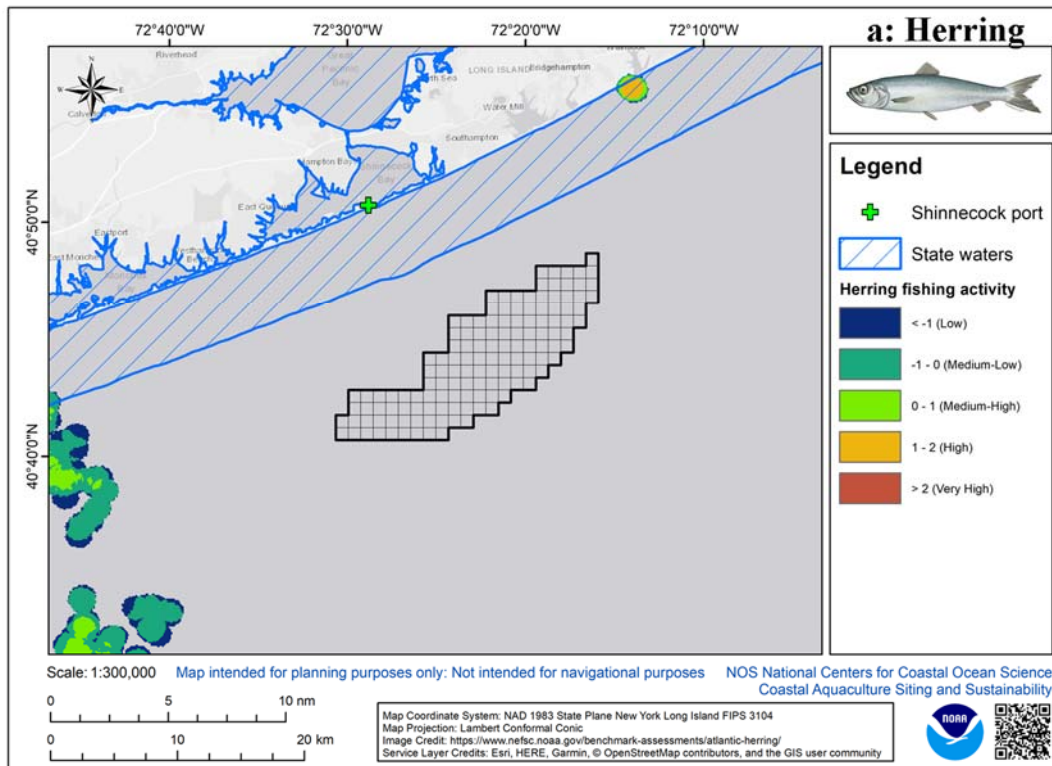 a: Herring
72°40'0"W
72°30'0"W
72°20'0"W
72°10'0"W
Riverhead
LONG ISLAND
Bridgehampton
Water Mill
Southampton
East Moriches
Eastport
40°50'0"N
40°40'0"N
N
W
E
S
Legend
Shinnecock port
State waters
Herring fishing activity
< -1 (Low)
-1 - 0 (Medium-Low)
0 - 1 (Medium-High)
1 - 2 (High)
> 2 (Very High)
Scale: 1:300,000
Map intended for planning purposes only: Not intended for navigational purposes
NOS National Centers for Coastal Ocean Science
Coastal Aquaculture Siting and Sustainability
0 5 10 nm
0 10 20 km
Map Coordinate System: NAD 1983 State Plane New York Long Island FIPS 3104
Map Projection: Lambert Conformal Conic
Image Credit: https://www.nefsc.noaa.gov/benchmark-assessments/atlantic-herring/
Service Layer Credits: Esri, HERE, Garmin, © OpenStreetMap contributors, and the GIS user community
NOAA